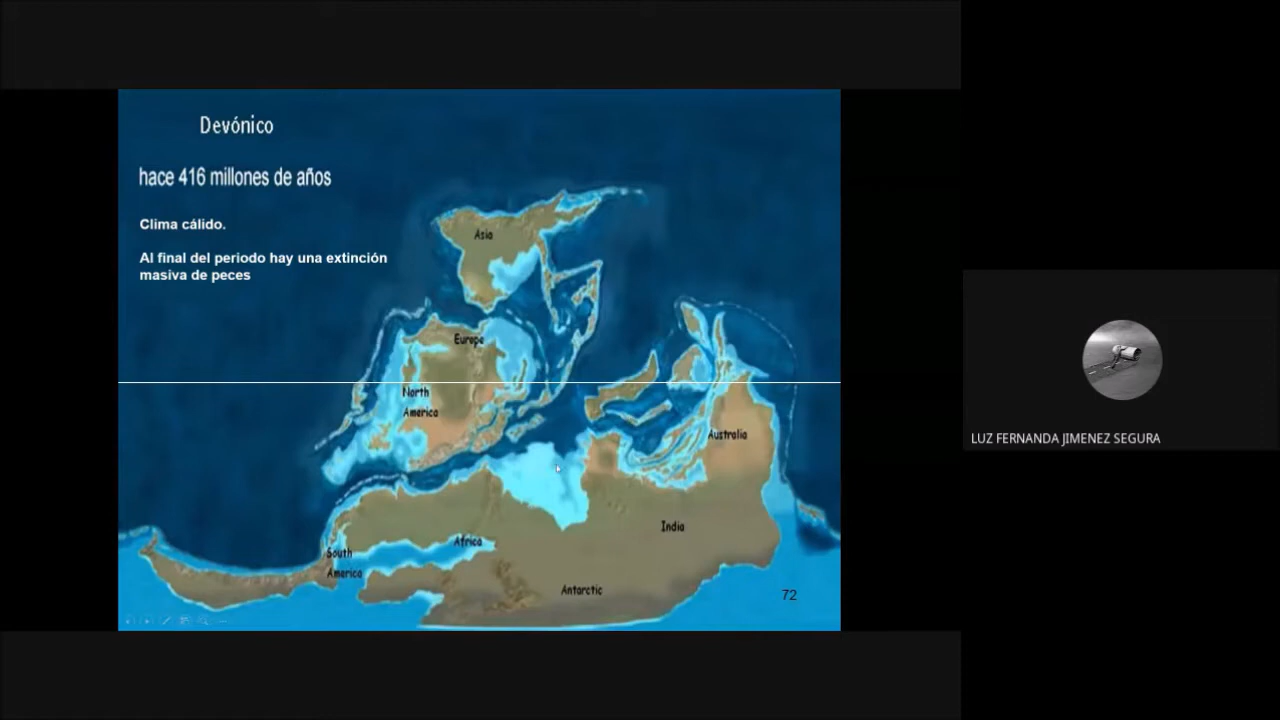 Devónico
hace 416 millones de años
Clima cálido.
Al final del periodo hay una extinción
masiva de peces
Asia
Europe
North
America
Australia
India
Africa
South
America
Antarctic
72
LUZ FERNANDA JIMENEZ SEGURA